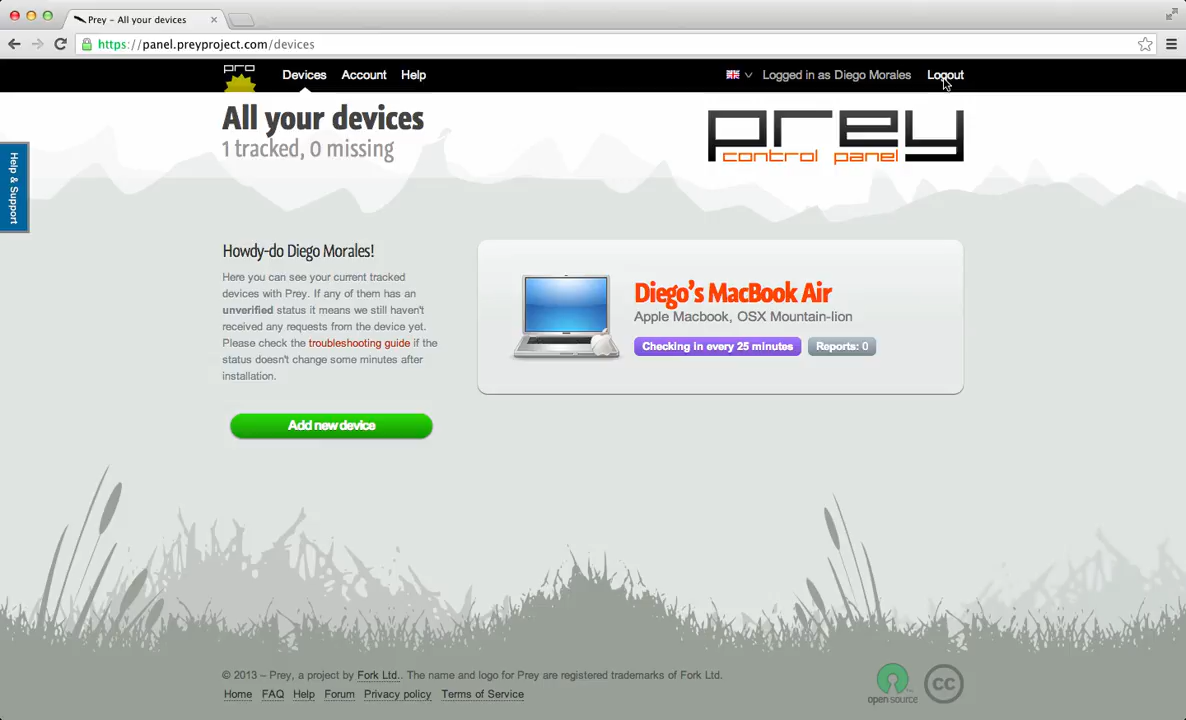 Prey – All your devices
https://panel.preyproject.com/devices
pro
Devices
Account
Help
Logged in as Diego Morales
Logout
All your devices
1 tracked, 0 missing
prey
control panel
Help & Support
Howdy-do Diego Morales!
Here you can see your current tracked
devices with Prey. If any of them has an
unverified status it means we still haven't
received any requests from the device yet.
Please check the troubleshooting guide if the
status doesn't change some minutes after
installation.
Add new device
Diego's MacBook Air
Apple Macbook, OSX Mountain-lion
Checking in every 25 minutes
Reports: 0
© 2013 ~ Prey, a project by Fork Ltd.. The name and logo for Prey are registered trademarks of Fork Ltd.
Home FAQ Help Forum Privacy policy Terms of Service
open source
cc